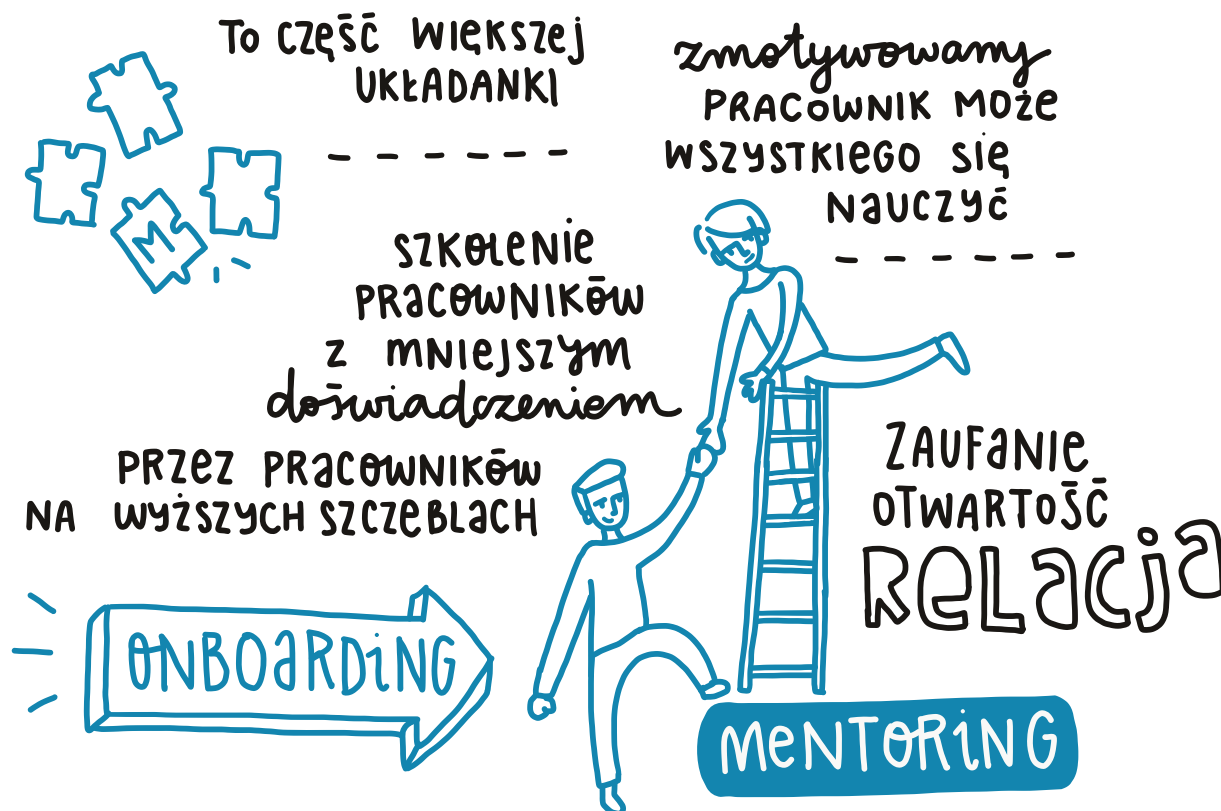 To CZĘŚĆ WIĘKSZEJ
UKŁADANKI
M
zmotywowany
PRACOWNIK MOŻE
WSZYSTKIEGO SIĘ
NAUCZYĆ
SZKOLENIE
PRACOWNIKÓW
Z MNIEJSZYM
doświadczeniem
PRZEZ PRACOWNIKÓW
NA WYŻSZYCH SZCZEBLACH
ZAUFANIE
OTWARTOŚĆ
RELACJA
ONBOARDING
MENTORING